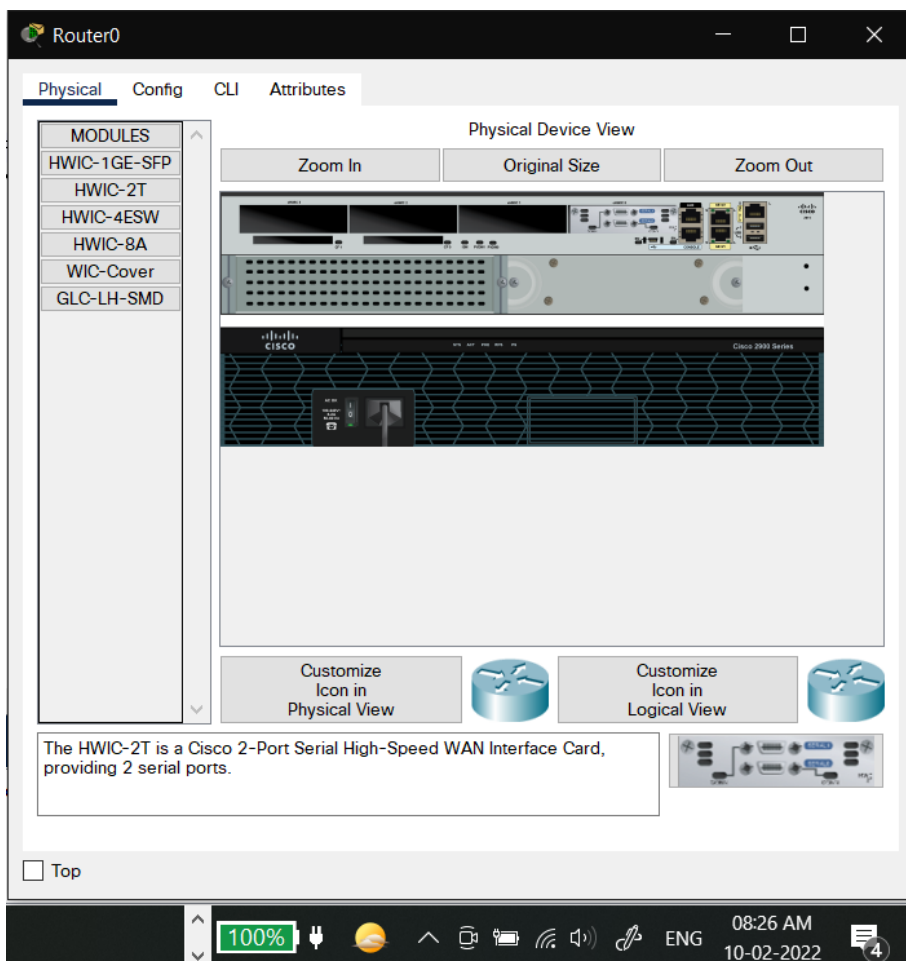 Router0
Physical Config CLI Attributes
MODULES
HWIC-1GE-SFP
HWIC-2T
HWIC-4ESW
HWIC-8A
WIC-Cover
GLC-LH-SMD
Physical Device View
Zoom In Original Size Zoom Out
CISCO
Cisco 2900 Series
Customize
Icon in
Physical View
Customize
Icon in
Logical View
The HWIC-2T is a Cisco 2-Port Serial High-Speed WAN Interface Card,
providing 2 serial ports.
Top
100%
ENG
08:26 AM
10-02-2022
4